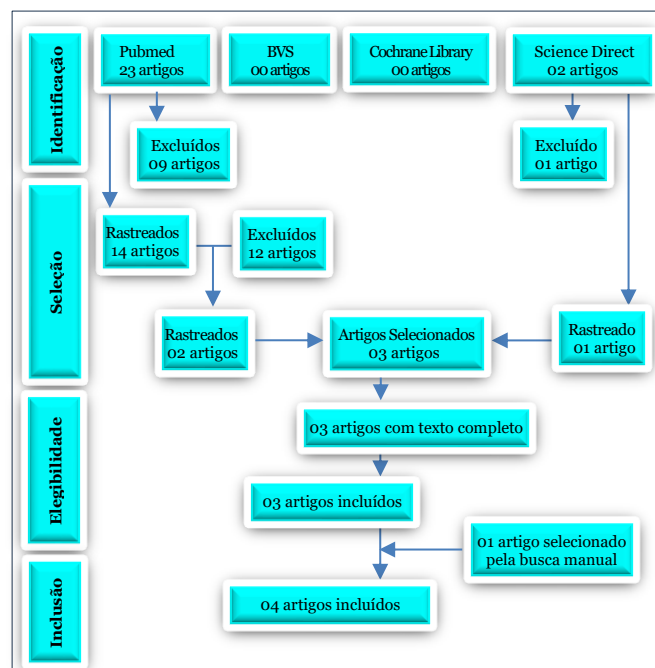 Identificação
Pubmed
23 artigos
BVS
00 artigos
Cochrane Library
00 artigos
Science Direct
02 artigos
Excluídos
09 artigos
Excluído
01 artigo
Seleção
Rastreados
14 artigos
Excluídos
12 artigos
Rastreados
02 artigos
Artigos Selecionados
03 artigos
Rastreado
01 artigo
Elegibilidade
03 artigos com texto completo
03 artigos incluídos
01 artigo selecionado
pela busca manual
Inclusão
04 artigos incluídos